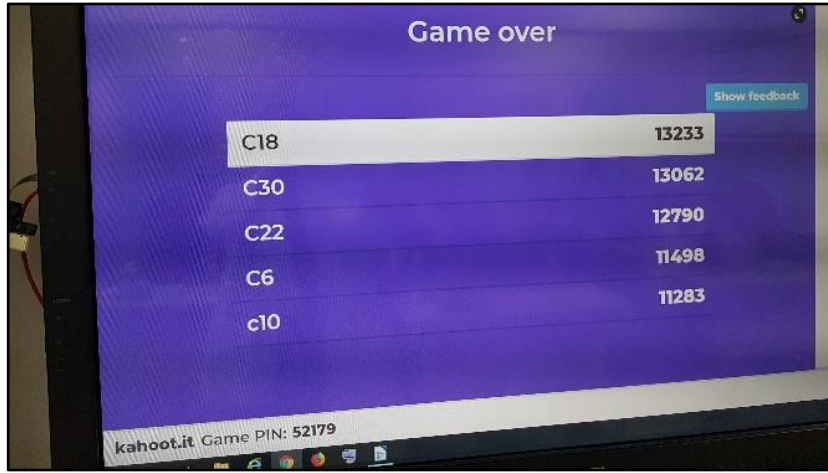 Game over
Show feedback
C18 13233
C30 13062
C22 12790
C6 11498
c10 11283
kahoot.it Game PIN: 52179